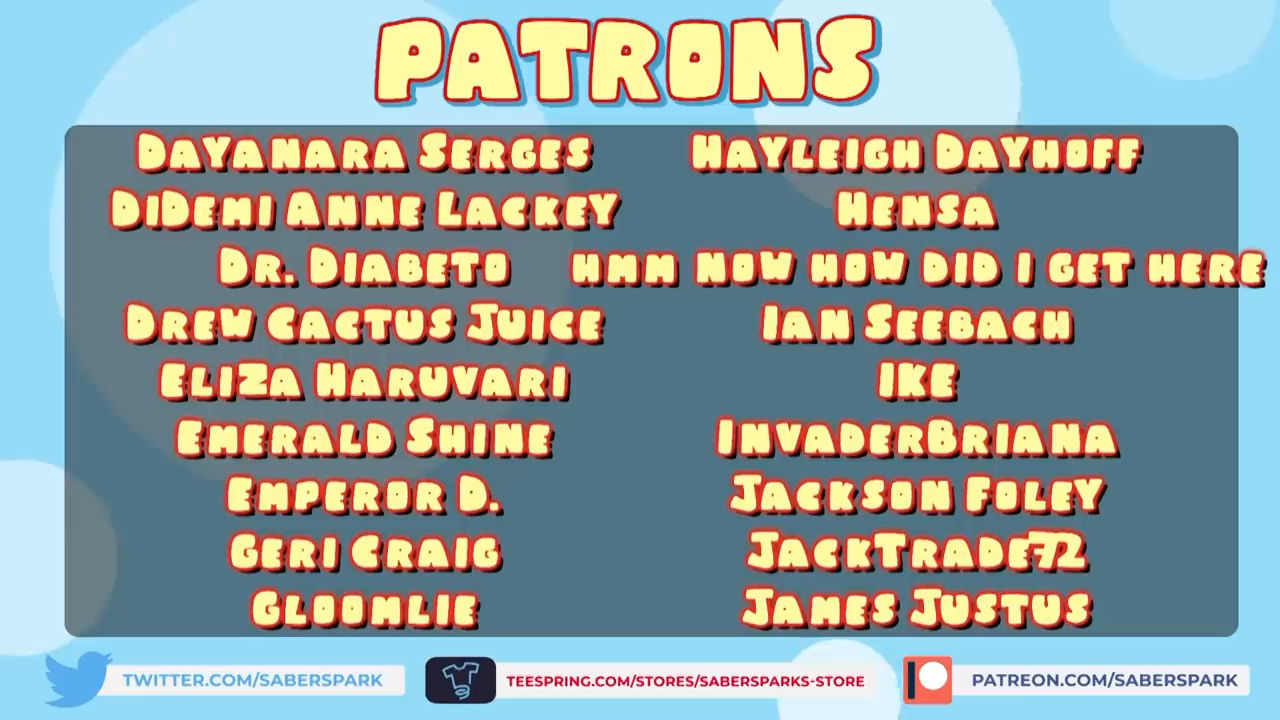 PATRONS
Dayanara Serges
DiDemi Anne Lackey
Dr. Diabeto
Drew Cactus Juice
Eliza Haruvari
Emerald Shine
Emperor D.
Geri Craig
Gloomlie
Hayleigh Dayhoff
Hensa
hmm now how did i get here
Ian Seebach
IKE
InvaderBriana
Jackson Foley
JackTrade72
James Justus
TWITTER.COM/SABERSPARK
TEESPRING.COM/STORES/SABERSPARKS-STORE
PATREON.COM/SABERSPARK